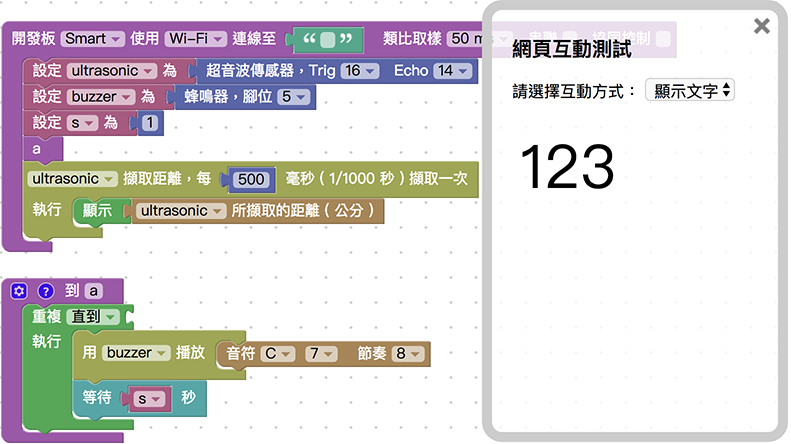 開發板 Smart 使用 Wi-Fi 連線至 “ ” 類比取樣 50 ms 串聯 協同控制
設定 ultrasonic 為 超音波傳感器，Trig 16 Echo 14
設定 buzzer 為 蜂鳴器，腳位 5
設定 s 為 1
a
ultrasonic 擷取距離，每 500 毫秒（1/1000 秒）擷取一次
執行 顯示 ultrasonic 所擷取的距離（公分）
? 到 a
重複 直到
執行
用 buzzer 播放 音符 C 7 節奏 8
等待 s 秒
網頁互動測試
請選擇互動方式： 顯示文字
123